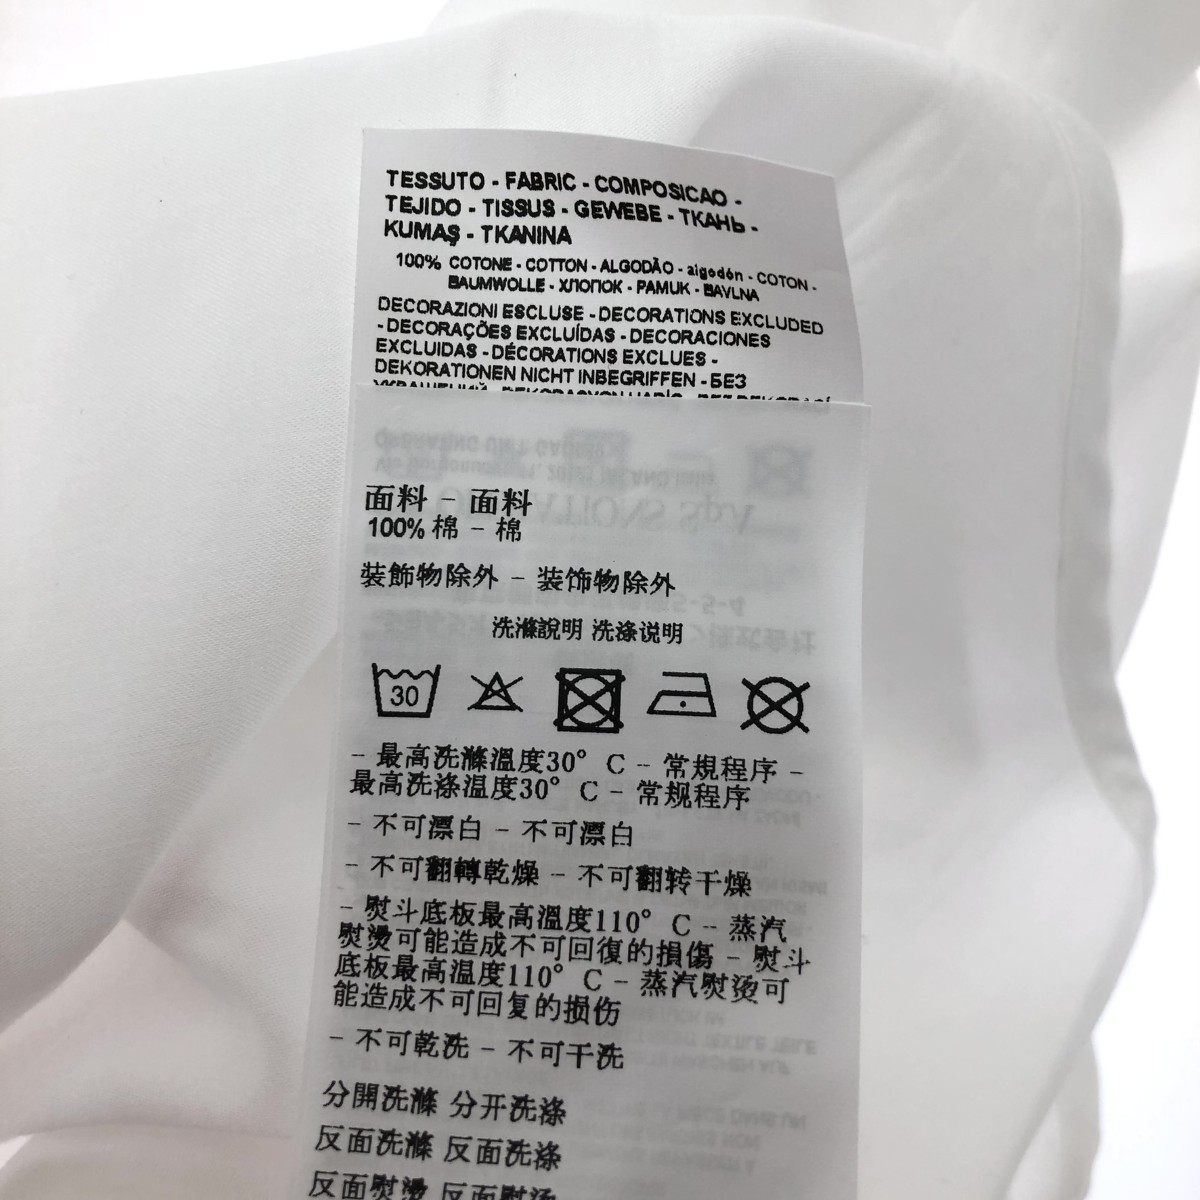 TESSUTO - FABRIC - COMPOSICAO -
TEJIDO - TISSUS - GEWEBE - ТКАНЬ -
KUMAŞ - TKANINA
100% COTONE - COTTON - ALGODÃO - algodón - COTON -
BAUMWOLLE - ХЛОПОК - PAMUK - BAVLNA
DECORAZIONI ESCLUSE - DECORATIONS EXCLUDED
- DECORAÇÕES EXCLUÍDAS - DECORACIONES
EXCLUIDAS - DÉCORATIONS EXCLUES -
DEKORATIONEN NICHT INBEGRIFFEN - БЕЗ
面料 - 面料
100% 棉 - 棉
裝飾物除外 - 装饰物除外
洗滌說明 洗涤说明
30
- 最高洗滌溫度30° C - 常規程序 -
最高洗涤温度30° C - 常规程序
- 不可漂白 - 不可漂白
- 不可翻轉乾燥 - 不可翻转干燥
- 熨斗底板最高溫度110° C - 蒸汽
熨燙可能造成不可回復的損傷 - 熨斗
底板最高温度110° C - 蒸汽熨烫可
能造成不可回复的损伤
- 不可乾洗 - 不可干洗
分開洗滌 分开洗涤
反面洗滌 反面洗涤
反面熨燙 反面熨烫